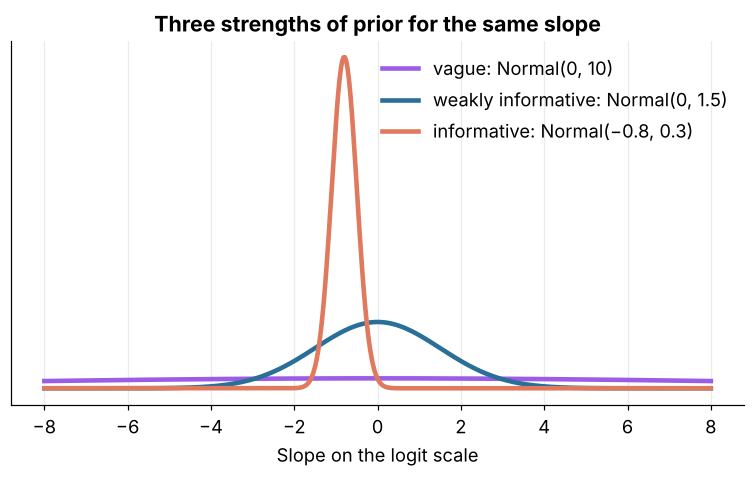 Three strengths of prior for the same slope
vague: Normal(0, 10)
weakly informative: Normal(0, 1.5)
informative: Normal(−0.8, 0.3)
−8 −6 −4 −2 0 2 4 6 8
Slope on the logit scale